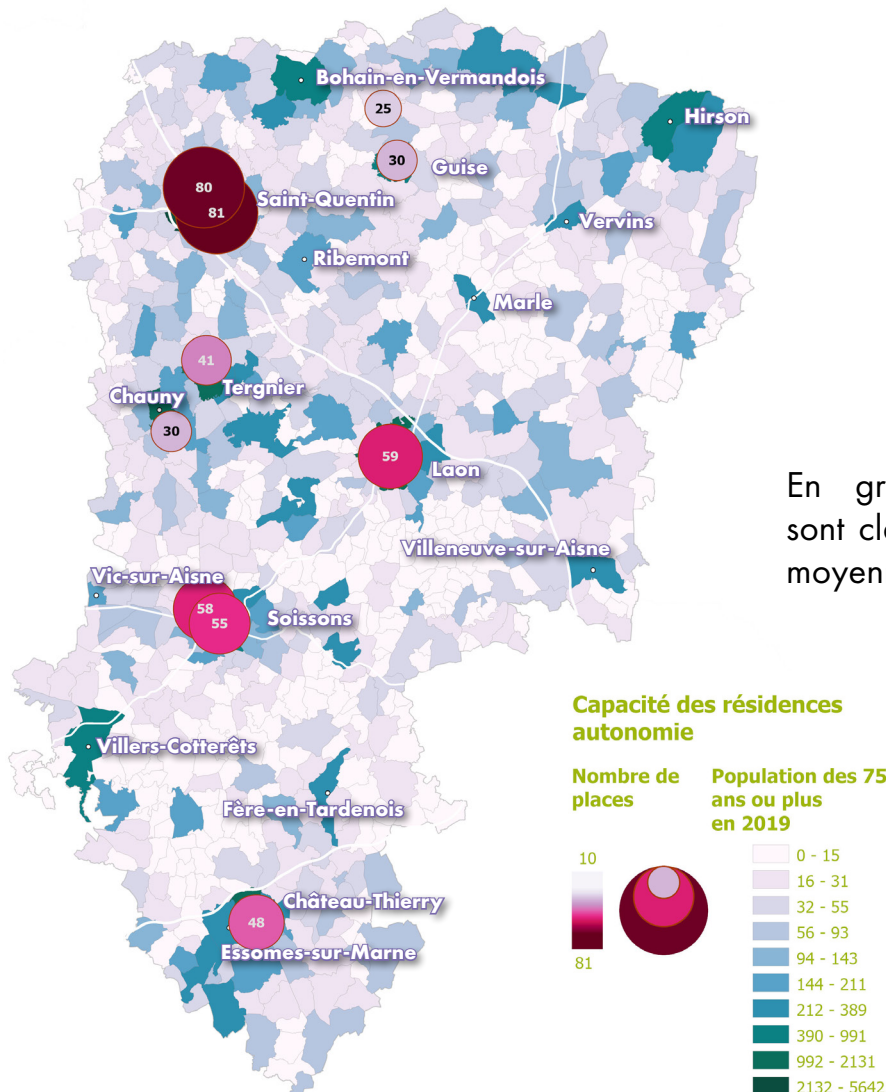 Bohain-en-Vermandois
25
Hirson
30
Guise
80
Saint-Quentin
81
Vervins
Ribemont
Marle
41
Tergnier
Chauny
30
59
Laon
En gr
sont cl
moyen
Villeneuve-sur-Aisne
Vic-sur-Aisne
58
55
Soissons
Capacité des résidences
autonomie
Villers-Cotterêts
Nombre de
places
Population des 75
ans ou plus
en 2019
Fère-en-Tardenois
10
81
0 - 15
16 - 31
32 - 55
56 - 93
94 - 143
144 - 211
212 - 389
390 - 991
992 - 2131
2132 - 5642
Château-Thierry
48
Essomes-sur-Marne